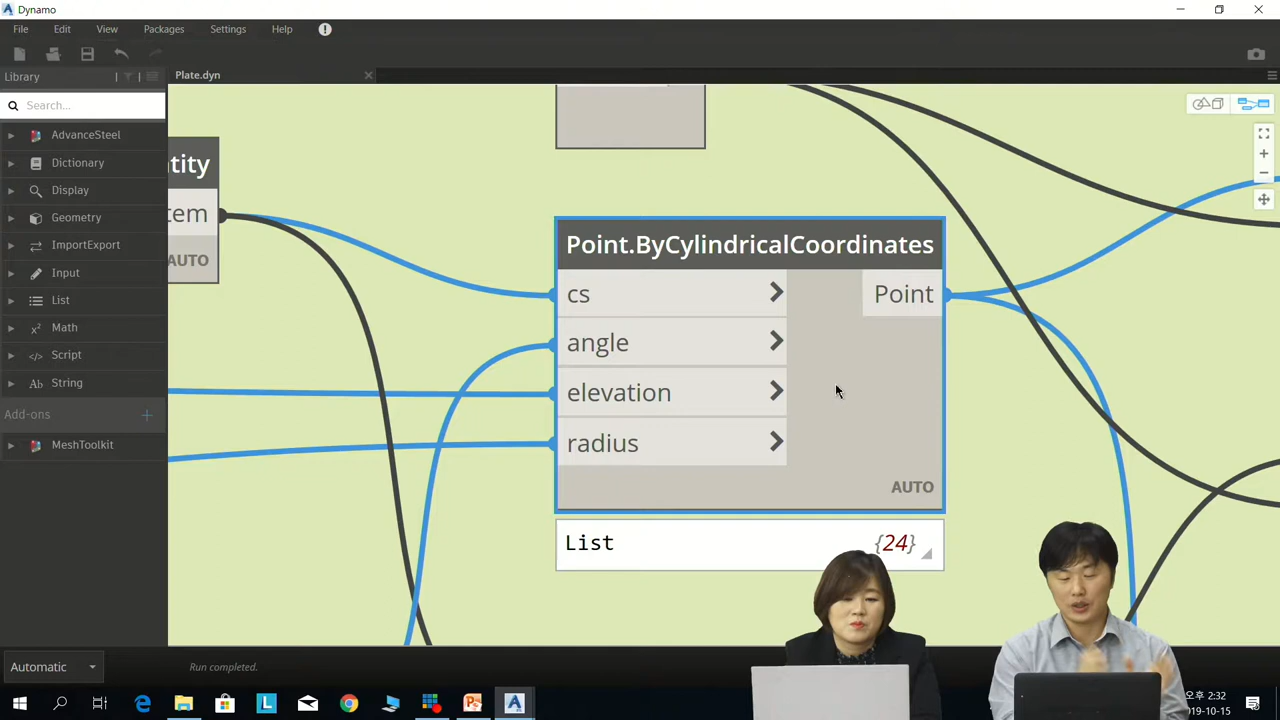 Dynamo
File Edit View Packages Settings Help
Library
Plate.dyn
Search...
AdvanceSteel
Dictionary
Display
Geometry
ImportExport
Input
List
Math
Script
String
Add-ons
MeshToolkit
tity
tem
AUTO
Point.ByCylindricalCoordinates
cs
Point
angle
elevation
radius
AUTO
List {24}
Automatic
Run completed.
오후 2:32
2019-10-15